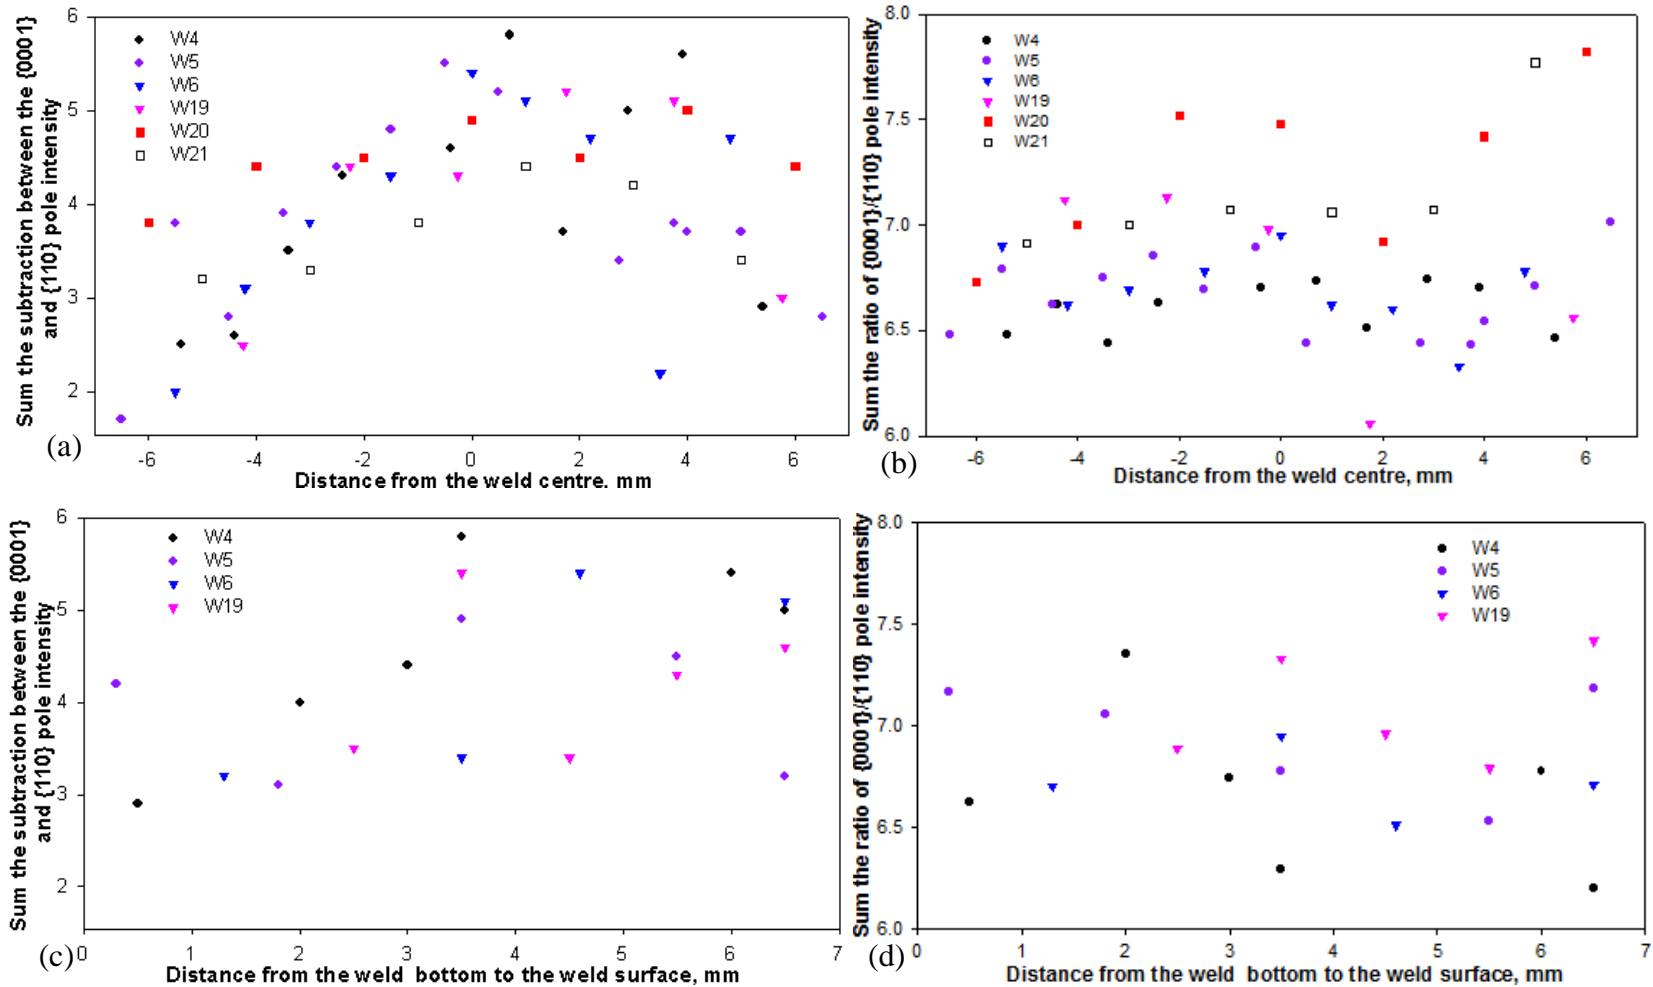 Sum the subtraction between the {0001}
and {110} pole intensity
6
5
4
3
2
W4
W5
W6
W19
W20
W21
-6
-4
-2
0
2
4
6
(a)
Distance from the weld centre. mm
Sum the ratio of {0001}/{110} pole intensity
8.0
7.5
7.0
6.5
6.0
W4
W5
W6
W19
W20
W21
-6
-4
-2
0
2
4
6
(b)
Distance from the weld centre, mm
Sum the subtraction between the {0001}
and {110} pole intensity
6
5
4
3
2
W4
W5
W6
W19
0
1
2
3
4
5
6
7
(c)
Distance from the weld bottom to the weld surface, mm
Sum the ratio of {0001}/{110} pole intensity
8.0
7.5
7.0
6.5
6.0
W4
W5
W6
W19
0
1
2
3
4
5
6
7
(d)
Distance from the weld bottom to the weld surface, mm